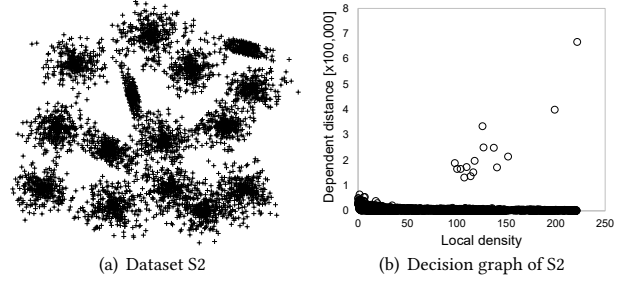 8
7
6
5
4
3
2
1
0
Dependent distance [x100,000]
0 50 100 150 200 250
Local density
(a) Dataset S2
(b) Decision graph of S2